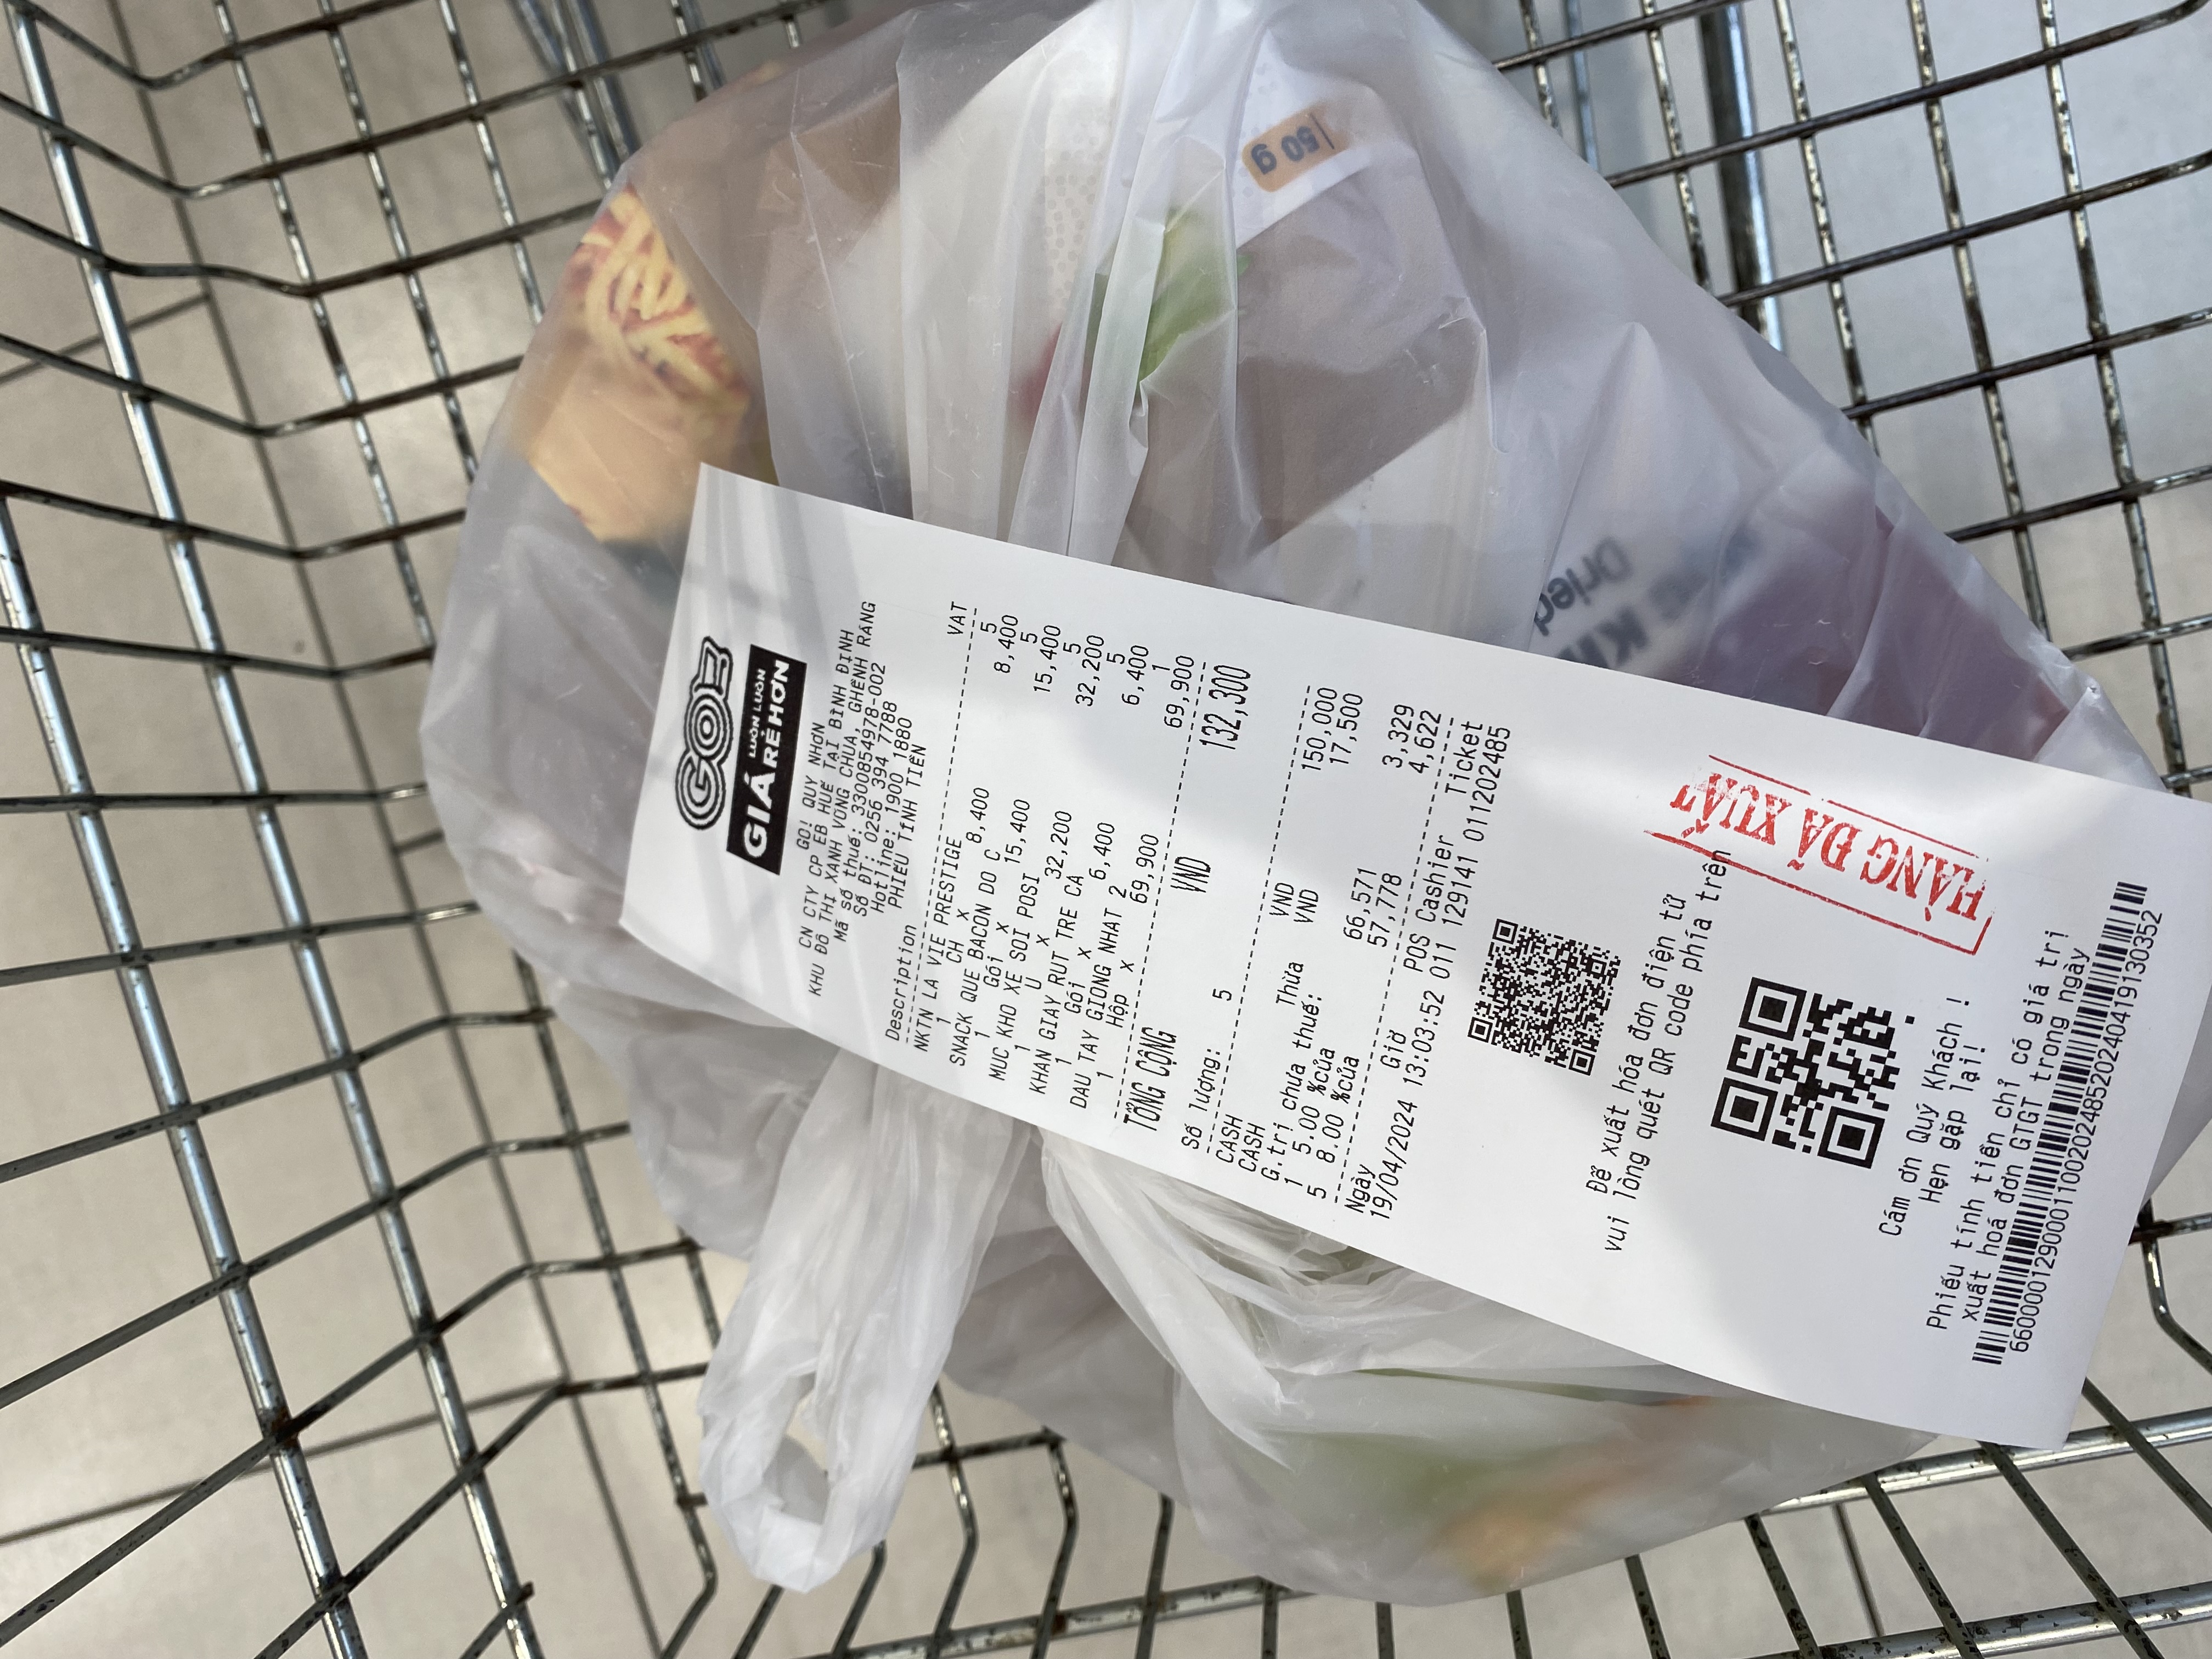 GO!
GIÁ LUÔN LUÔN RẺ HƠN
GO! QUY NHơN
CN CTY CP EB HUẾ TẠI BÌNH ĐỊNH
KHU ĐÔ THỊ XANH VŨNG CHUA, GHỀNH RÁNG
Mã số thuế: 3300854978-002
Số ĐT: 0256 394 7788
Hotline: 1900 1880
PHIẾU TÍNH TIỀN
Description VAT
NKTN LA VIE PRESTIGE 5
1 CH x 8,400 8,400
SNACK QUE BACON DO C 5
1 Gói x 15,400 15,400
MUC KHO XE SOI POSI 5
1 U x 32,200 32,200
KHAN GIAY RUT TRE CA 5
1 Gói x 6,400 6,400
DAU TAY GIONG NHAT 2 1
1 Hộp x 69,900 69,900
TỔNG CỘNG VND 132,300
Số lượng: 5
CASH VND 150,000
CASH Thừa VND 17,500
G.trị chưa thuế:
1 5.00 %của 66,571 3,329
5 8.00 %của 57,778 4,622
Ngày Giờ POS Cashier Ticket
19/04/2024 13:03:52 011 129141 011202485
Để xuất hóa đơn điện tử
vui lòng quét QR code phía trên
HÀNG ĐÃ XUẤT
Cám ơn Quý Khách !
Hẹn gặp lại!
Phiếu tính tiền chỉ có giá trị
xuất hoá đơn GTGT trong ngày
66000012900011002024852024041913​0352
50 g
Dried